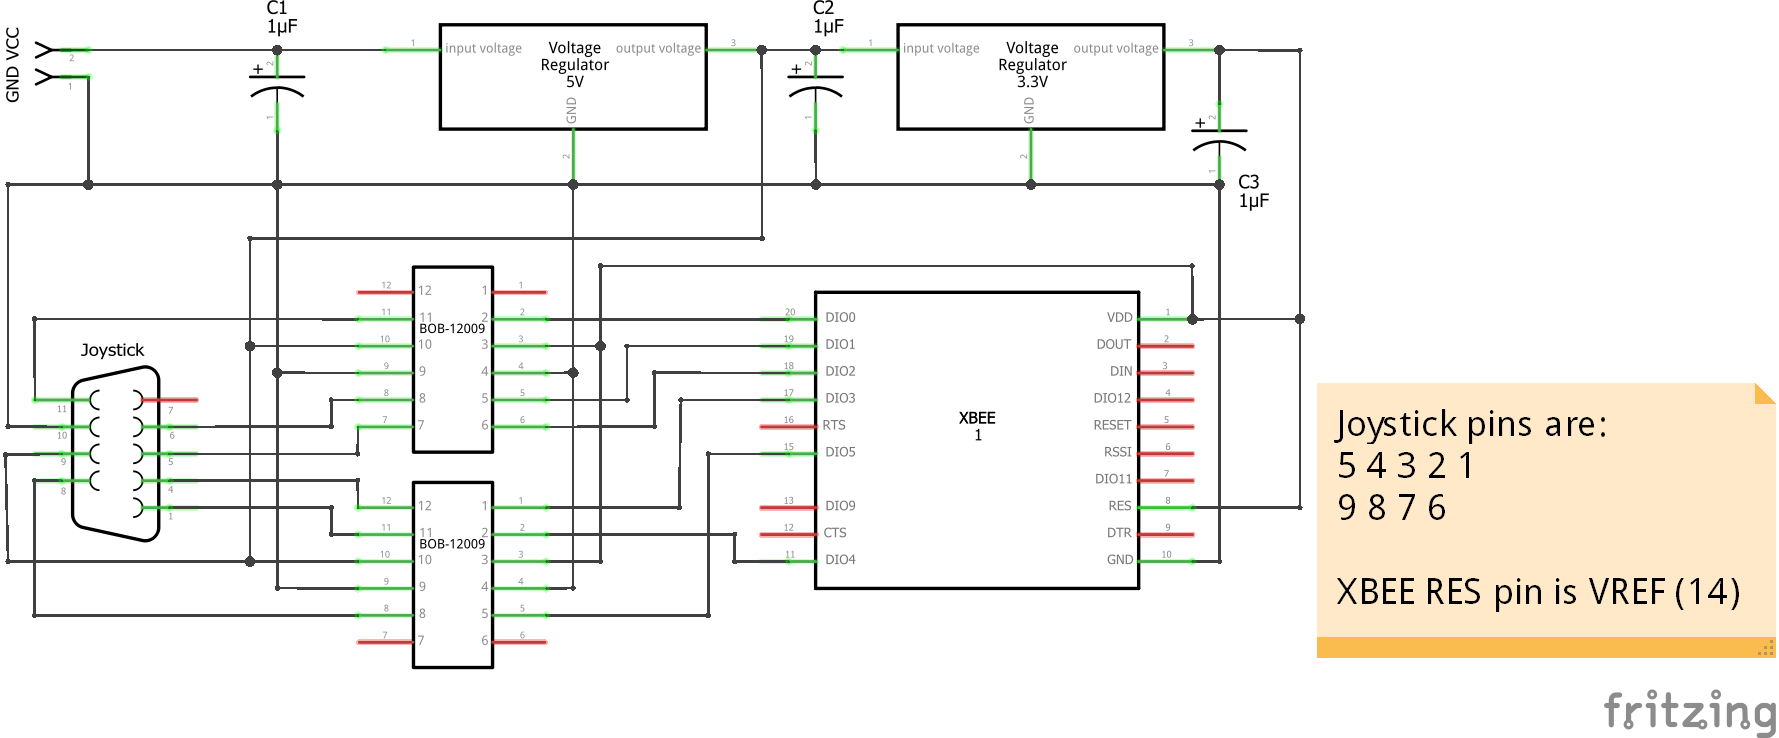 C1
1µF
C2
1µF
GND VCC
2
1
2
1
1
input voltage
Voltage
Regulator
5V
output voltage
GND
3
2
2
1
1
input voltage
Voltage
Regulator
3.3V
output voltage
GND
3
2
2
1
C3
1µF
Joystick
11
10
9
8
7
6
5
4
1
12
11
10
9
8
7
12
11
10
9
8
7
BOB-12009
1
2
3
4
5
6
1
2
3
4
5
6
12
11
10
9
8
7
12
11
10
9
8
7
BOB-12009
1
2
3
4
5
6
1
2
3
4
5
6
20 DIO0
19 DIO1
18 DIO2
17 DIO3
16 RTS
15 DIO5
13 DIO9
12 CTS
11 DIO4
XBEE
1
VDD 1
DOUT 2
DIN 3
DIO12 4
RESET 5
RSSI 6
DIO11 7
RES 8
DTR 9
GND 10
Joystick pins are:
5 4 3 2 1
9 8 7 6
XBEE RES pin is VREF (14)
fritzing